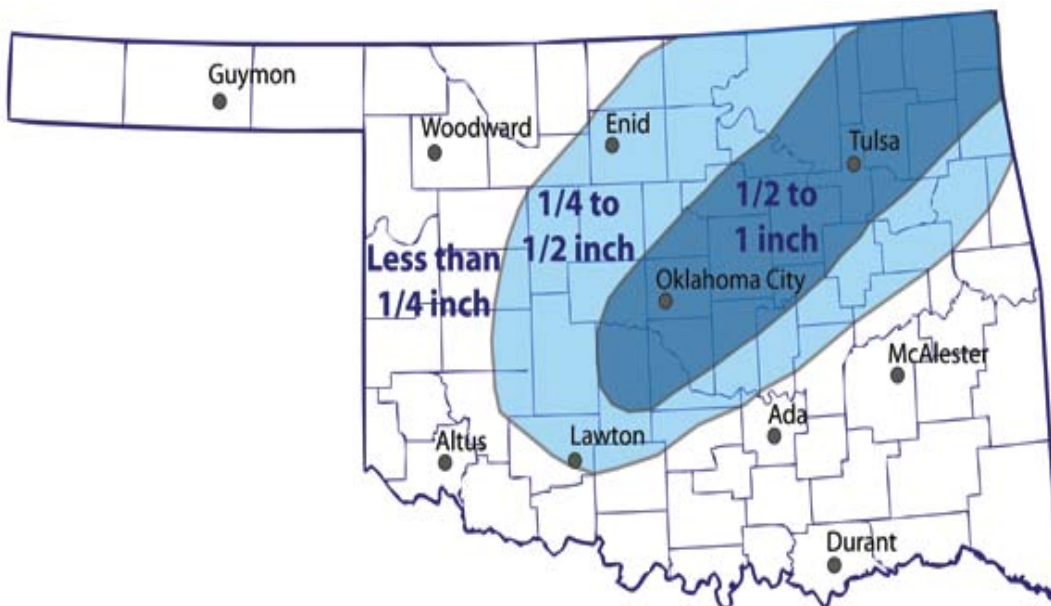 Guymon
Woodward
Enid
Tulsa
1/4 to
1/2 inch
1/2 to
1 inch
Less than
1/4 inch
Oklahoma City
McAlester
Ada
Altus
Lawton
Durant